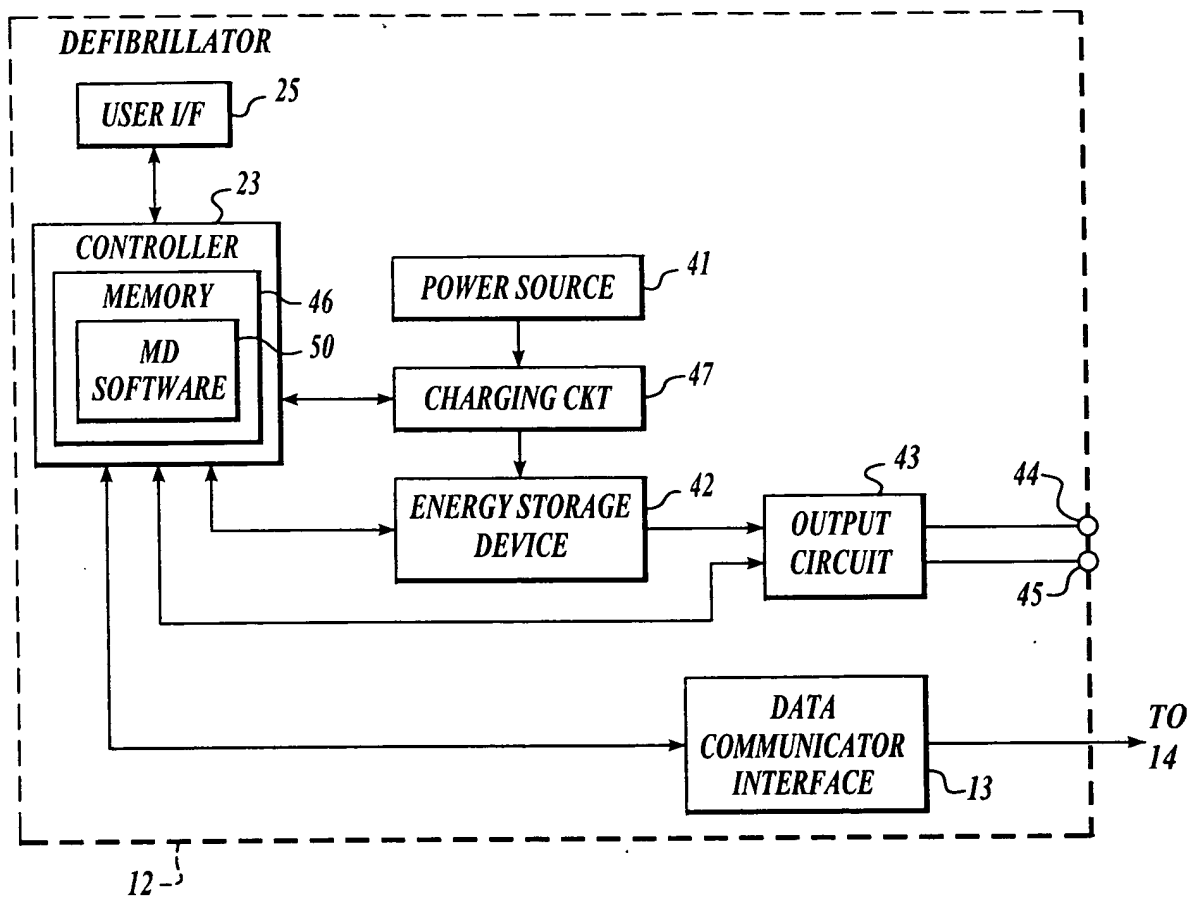 DEFIBRILLATOR
USER I/F
25
23
CONTROLLER
MEMORY
46
MD
SOFTWARE
50
POWER SOURCE
41
CHARGING CKT
47
ENERGY STORAGE
DEVICE
42
OUTPUT
CIRCUIT
43
44
45
DATA
COMMUNICATOR
INTERFACE
13
TO
14
12